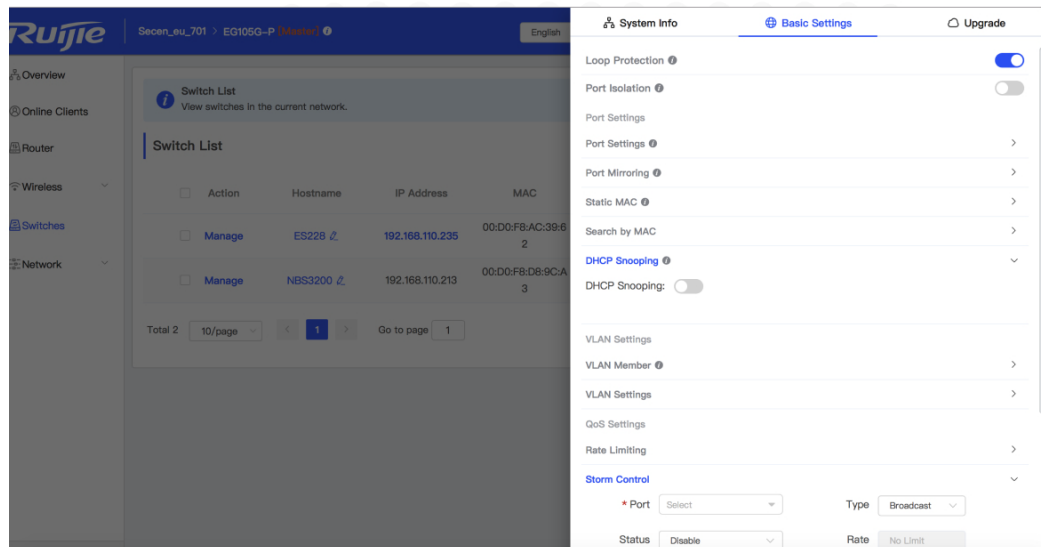 Ruijie
Secen_eu_701 > EG105G-P [Master]
English
Overview
Online Clients
Router
Wireless
Switches
Network
Switch List
View switches in the current network.
Switch List
Action Hostname IP Address MAC
Manage ES228 192.168.110.235 00:D0:F8:AC:39:6
2
Manage NBS3200 192.168.110.213 00:D0:F8:D8:9C:A
3
Total 2 10/page < 1 > Go to page 1
System Info Basic Settings Upgrade
Loop Protection
Port Isolation
Port Settings
Port Settings
Port Mirroring
Static MAC
Search by MAC
DHCP Snooping
DHCP Snooping:
VLAN Settings
VLAN Member
VLAN Settings
QoS Settings
Rate Limiting
Storm Control
* Port Select Type Broadcast
Status Disable Rate No Limit